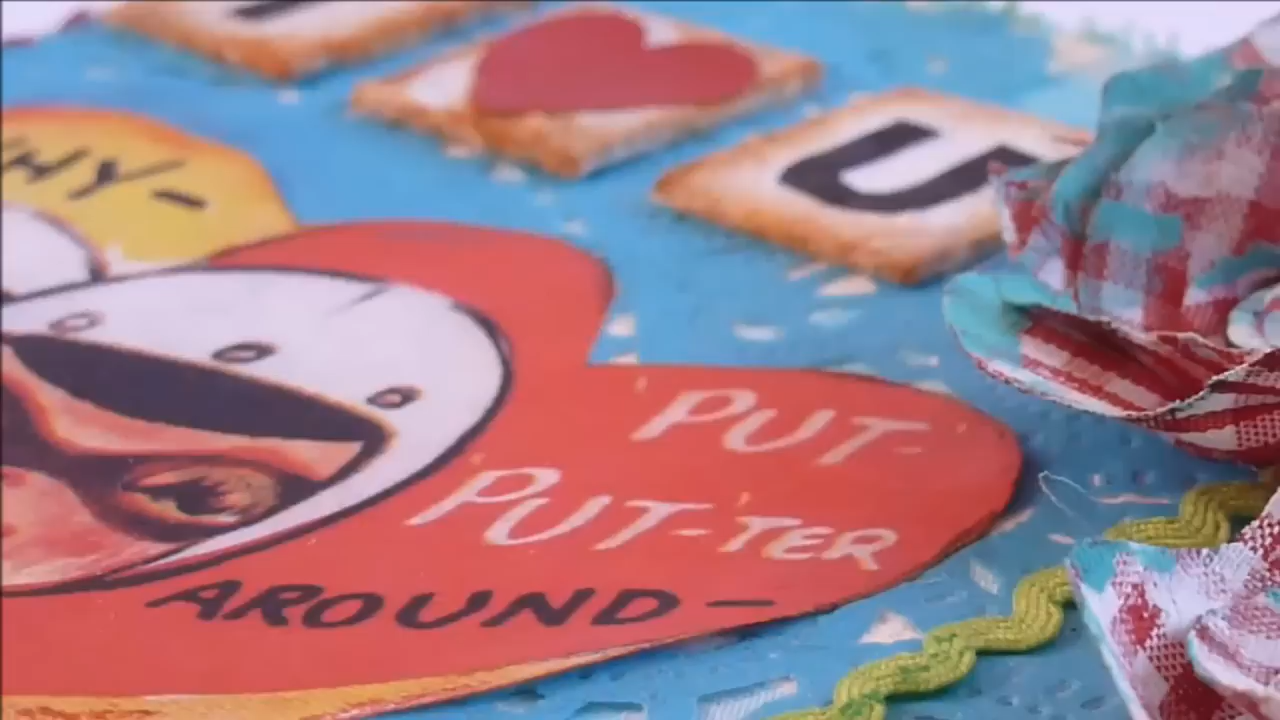 U
HY-
PUT-
PUT-TER
AROUND-